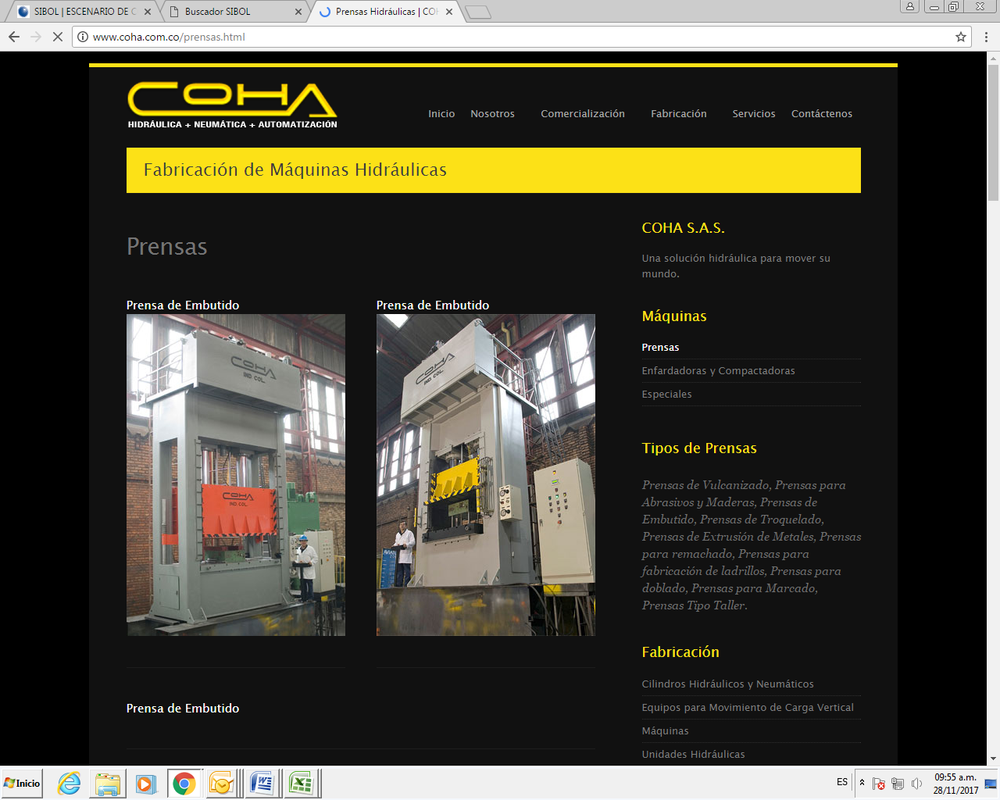 SIBOL | ESCENARIO DE C
Buscador SIBOL
Prensas Hidráulicas | COH
www.coha.com.co/prensas.html
COHA
HIDRÁULICA + NEUMÁTICA + AUTOMATIZACIÓN
Inicio Nosotros Comercialización Fabricación Servicios Contáctenos
Fabricación de Máquinas Hidráulicas
Prensas
Prensa de Embutido
COHA
IND COL.
COHA
IND COL.
Prensa de Embutido
COHA
IND COL.
Prensa de Embutido
COHA S.A.S.
Una solución hidráulica para mover su
mundo.
Máquinas
Prensas
Enfardadoras y Compactadoras
Especiales
Tipos de Prensas
Prensas de Vulcanizado, Prensas para
Abrasivos y Maderas, Prensas de
Embutido, Prensas de Troquelado,
Prensas de Extrusión de Metales, Prensas
para remachado, Prensas para
fabricación de ladrillos, Prensas para
doblado, Prensas para Marcado,
Prensas Tipo Taller.
Fabricación
Cilindros Hidráulicos y Neumáticos
Equipos para Movimiento de Carga Vertical
Máquinas
Unidades Hidráulicas
Inicio
ES
09:55 a.m.
28/11/2017